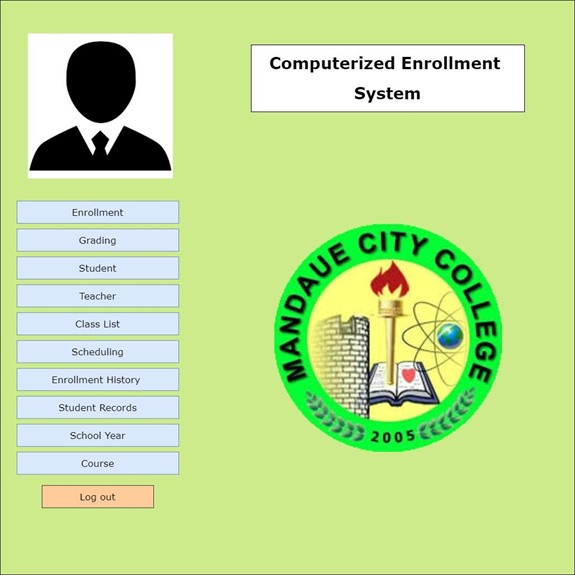 Computerized Enrollment
System
Enrollment
Grading
Student
Teacher
Class List
Scheduling
Enrollment History
Student Records
School Year
Course
Log out
MANDAUE CITY COLLEGE
2005